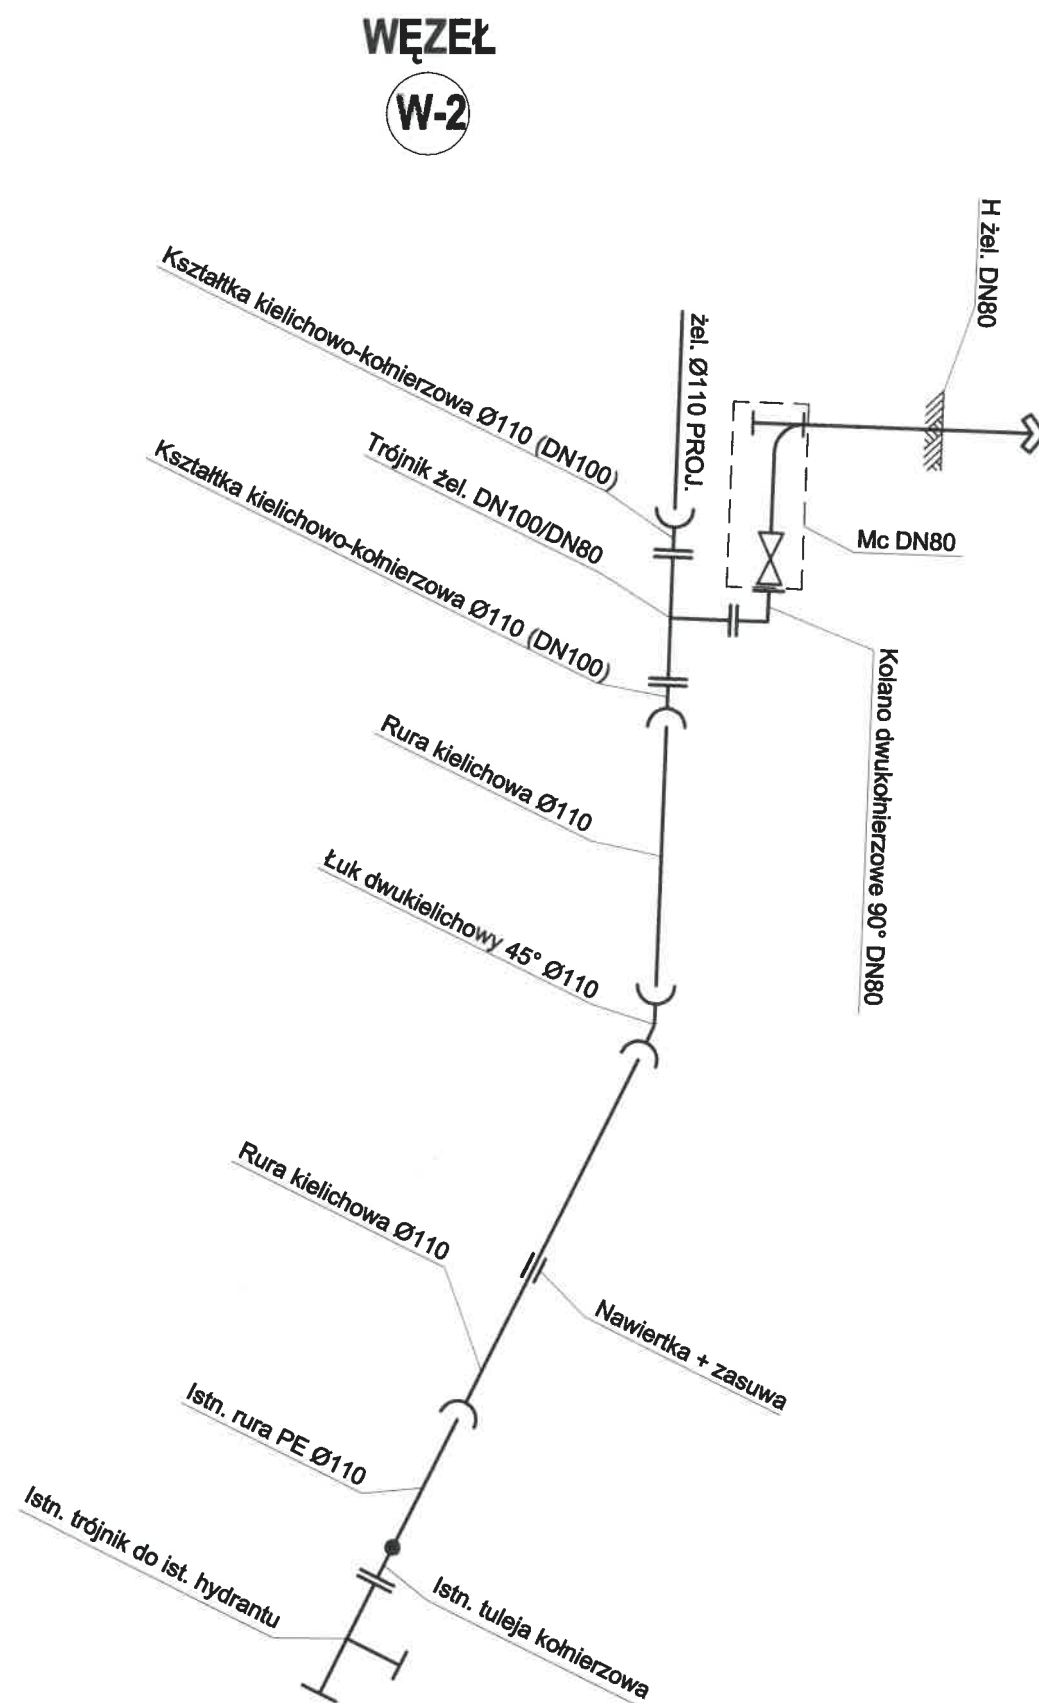 WĘZEŁ
W-2
H żel. DN80
Kształtka kielichowo-kołnierzowa Ø110 (DN100)
żel. Ø110 PROJ.
Trójnik żel. DN100/DN80
Kształtka kielichowo-kołnierzowa Ø110 (DN100)
Mc DN80
Kolano dwukołnierzowe 90° DN80
Rura kielichowa Ø110
Łuk dwukielichowy 45° Ø110
Rura kielichowa Ø110
Nawiertka + zasuwa
Istn. rura PE Ø110
Istn. trójnik do ist. hydrantu
Istn. tuleja kołnierzowa